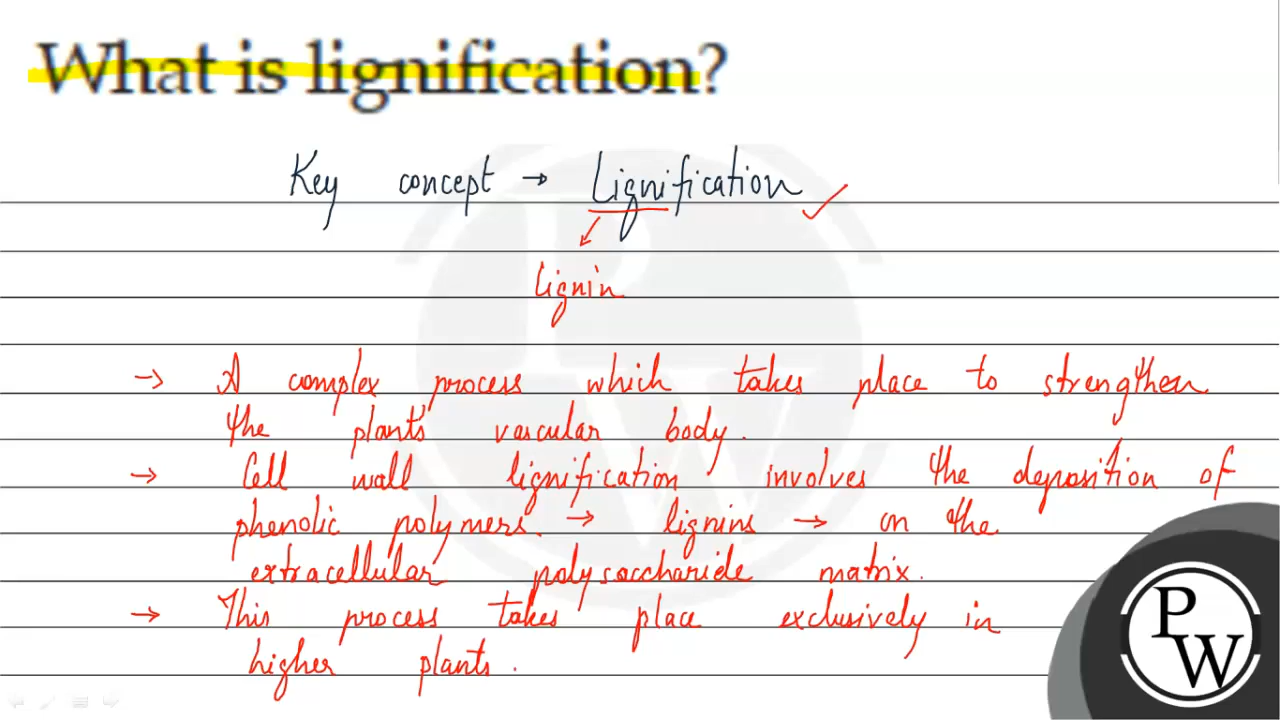 What is lignification?
Key concept → Lignification ✓
Lignin
→ A complex process which takes place to strengthen
the plant's vascular body.
→ Cell wall lignification involves the deposition of
phenolic polymers → lignins → on the
extracellular polysaccharide matrix.
→ This process takes place exclusively in
higher plants.
P
W